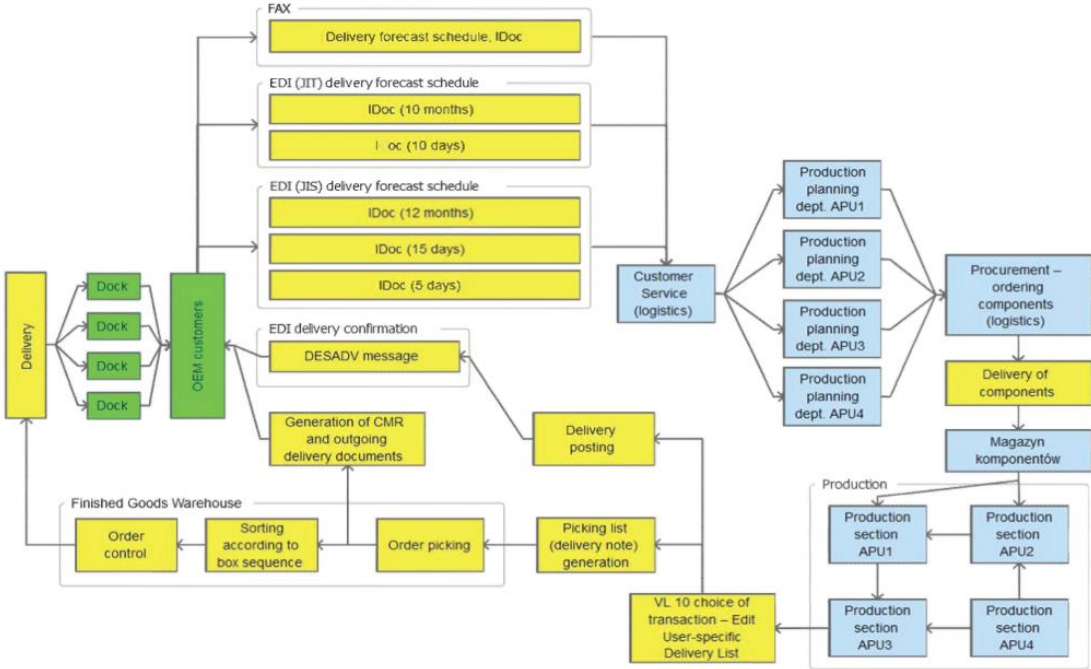 FAX
Delivery forecast schedule, IDoc
EDI (JIT) delivery forecast schedule
IDoc (10 months)
I oc (10 days)
EDI (JIS) delivery forecast schedule
IDoc (12 months)
IDoc (15 days)
IDoc (5 days)
EDI delivery confirmation
DESADV message
Delivery
Dock
Dock
Dock
Dock
OEM customers
Generation of CMR
and outgoing
delivery documents
Delivery
posting
Finished Goods Warehouse
Order
control
Sorting
according to
box sequence
Order picking
Picking list
(delivery note)
generation
VL 10 choice of
transaction – Edit
User-specific
Delivery List
Customer
Service
(logistics)
Production
planning
dept. APU1
Production
planning
dept. APU2
Production
planning
dept. APU3
Production
planning
dept. APU4
Procurement –
ordering
components
(logistics)
Delivery of
components
Magazyn
komponentów
Production
Production
section
APU1
Production
section
APU2
Production
section
APU3
Production
section
APU4